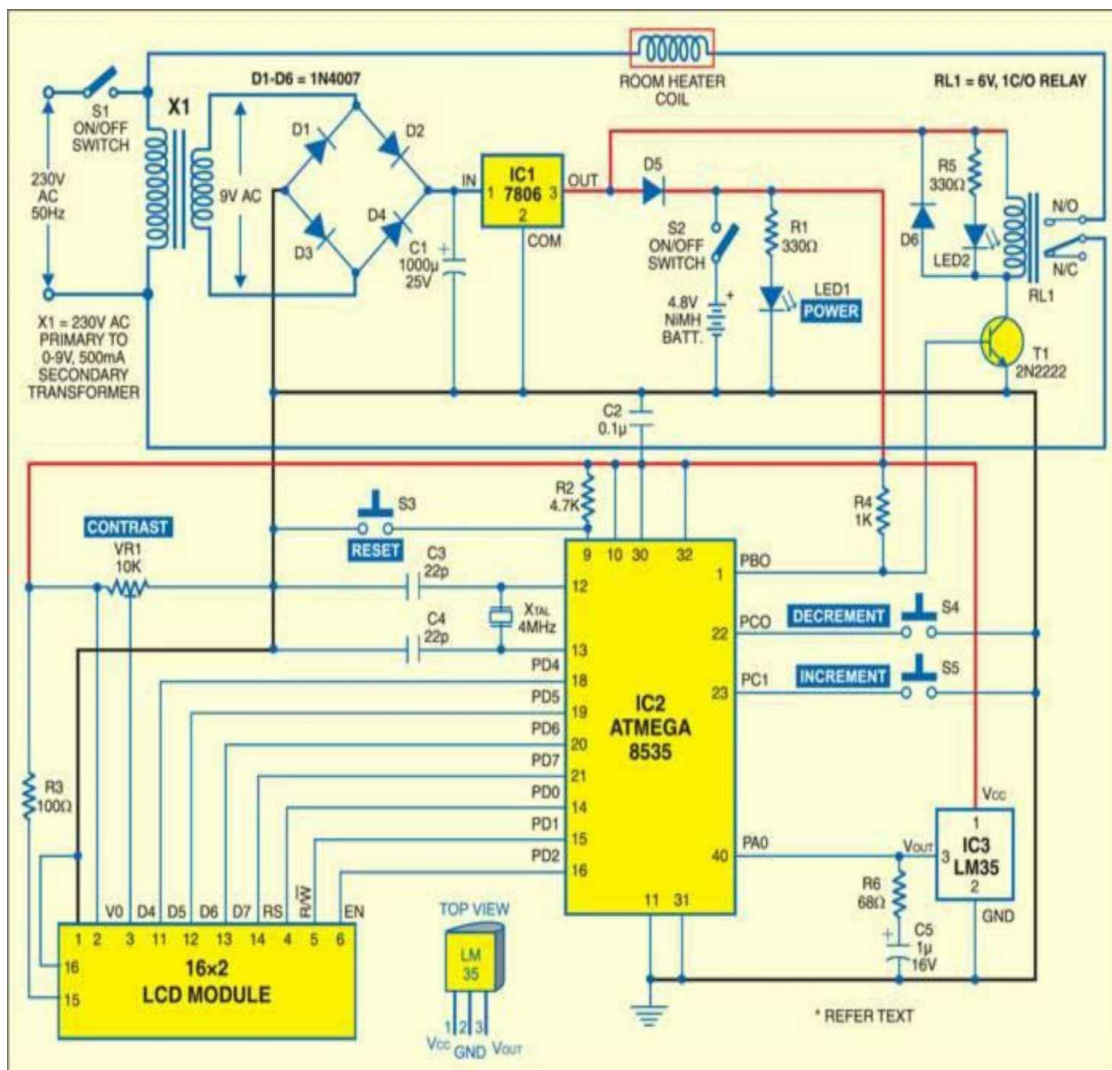 D1-D6 = 1N4007
ROOM HEATER
COIL
RL1 = 6V, 1C/O RELAY
S1
ON/OFF
SWITCH
X1
230V
AC
50Hz
9V AC
D1
D2
D3
D4
IN
1
IC1
7806
3
2
OUT
COM
C1
1000µ
25V
+
D5
S2
ON/OFF
SWITCH
4.8V
NiMH
BATT.
+
R1
330Ω
LED1
POWER
R5
330Ω
D6
LED2
N/O
N/C
RL1
T1
2N2222
X1 = 230V AC
PRIMARY TO
0-9V, 500mA
SECONDARY
TRANSFORMER
C2
0.1µ
R2
4.7K
R4
1K
S3
RESET
CONTRAST
VR1
10K
C3
22p
C4
22p
XTAL
4MHz
9 10 30 32
12
13
18
19
20
21
14
15
16
PD4
PD5
PD6
PD7
PD0
PD1
PD2
IC2
ATMEGA
8535
1
22
23
40
11 31
PBO
PCO
PC1
PA0
DECREMENT
S4
INCREMENT
S5
R3
100Ω
VCC
1
IC3
LM35
3
2
VOUT
GND
R6
68Ω
C5
1µ
16V
+
V0 D4 D5 D6 D7 RS R/W EN
1 2 3 11 12 13 14 4 5 6
16
15
16×2
LCD MODULE
TOP VIEW
LM
35
1 2 3
VCC GND VOUT
* REFER TEXT